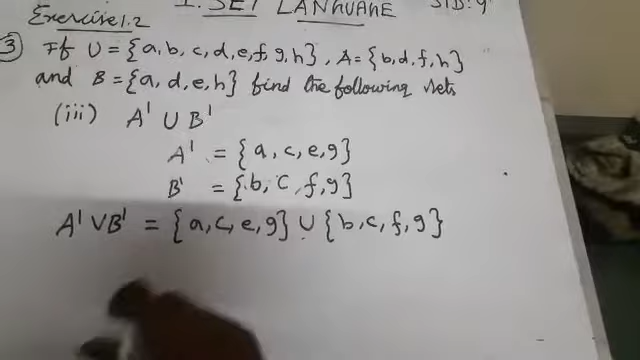 1. SET LANGUAGE STD: 9
Exercise 1.2
③ If U = {a, b, c, d, e, f, g, h}, A = {b, d, f, h}
and B = {a, d, e, h} find the following sets
(iii) A' ∪ B'
A' = {a, c, e, g}
B' = {b, c, f, g}
A' ∪ B' = {a, c, e, g} ∪ {b, c, f, g}